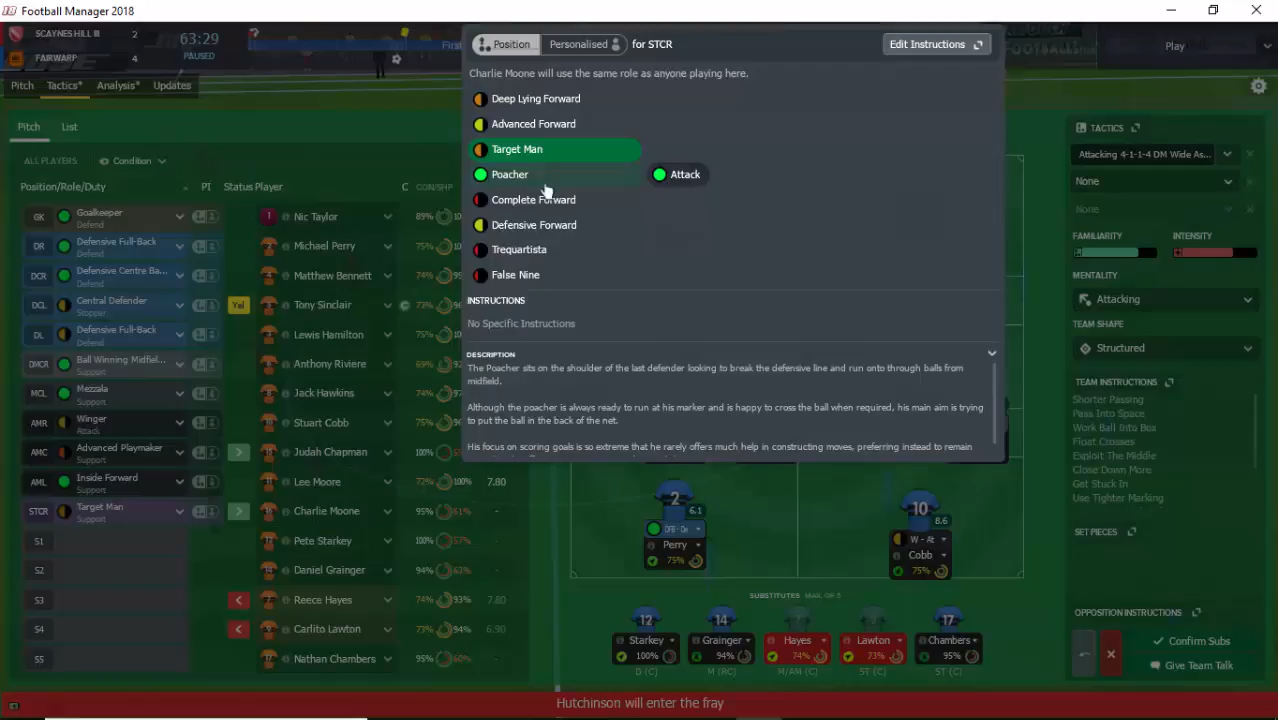 Football Manager 2018
SCAYNES HILL II 2
FAIRWARP 4
63:29
PAUSED
First
Play
Pitch Tactics* Analysis* Updates
Position Personalised for STCR
Edit Instructions
Charlie Moone will use the same role as anyone playing here.
Deep Lying Forward
Advanced Forward
Target Man
Poacher Attack
Complete Forward
Defensive Forward
Trequartista
False Nine
INSTRUCTIONS
No Specific Instructions
DESCRIPTION
The Poacher sits on the shoulder of the last defender looking to break the defensive line and run onto through balls from
midfield.
Although the poacher is always ready to run at his marker and is happy to cross the ball when required, his main aim is trying
to put the ball in the back of the net.
His focus on scoring goals is so extreme that he rarely offers much help in constructing moves, preferring instead to remain
Pitch List
ALL PLAYERS Condition
Position/Role/Duty PI Status Player C CON/SHP
GK Goalkeeper Defend 1 Nic Taylor 89%
DR Defensive Full-Back Defend Michael Perry 75%
DCR Defensive Centre Ba... Defend Matthew Bennett 74%
DCL Central Defender Stopper Yel Tony Sinclair C 73%
DL Defensive Full-Back Defend Lewis Hamilton 75%
DMCR Ball Winning Midfiel... Support Anthony Riviere 69%
MCL Mezzala Support Jack Hawkins 74%
AMR Winger Attack Stuart Cobb 75%
AMC Advanced Playmaker Support Judah Chapman 100%
AML Inside Forward Support Lee Moore 72% 100% 7.80
STCR Target Man Support Charlie Moone 95% 61% -
S1 Pete Starkey 100% 57% -
S2 Daniel Grainger 94% 63% -
S3 Reece Hayes 74% 93% 7.80
S4 Carlito Lawton 73% 94% 6.90
S5 Nathan Chambers 95% 60% -
2 6.1
Perry
75%
10 8.6
W - At
Cobb
75%
SUBSTITUTES MAX. OF 5
12 14 17
Starkey Grainger Hayes Lawton Chambers
100% 94% 74% 73% 95%
D (C) M (RC) M/AM (C) ST (C) ST (C)
TACTICS
Attacking 4-1-1-4 DM Wide As...
None
None
FAMILIARITY INTENSITY
MENTALITY
Attacking
TEAM SHAPE
Structured
TEAM INSTRUCTIONS
Shorter Passing
Pass Into Space
Work Ball Into Box
Float Crosses
Exploit The Middle
Close Down More
Get Stuck In
Use Tighter Marking
SET PIECES
OPPOSITION INSTRUCTIONS
Confirm Subs
Give Team Talk
Hutchinson will enter the fray